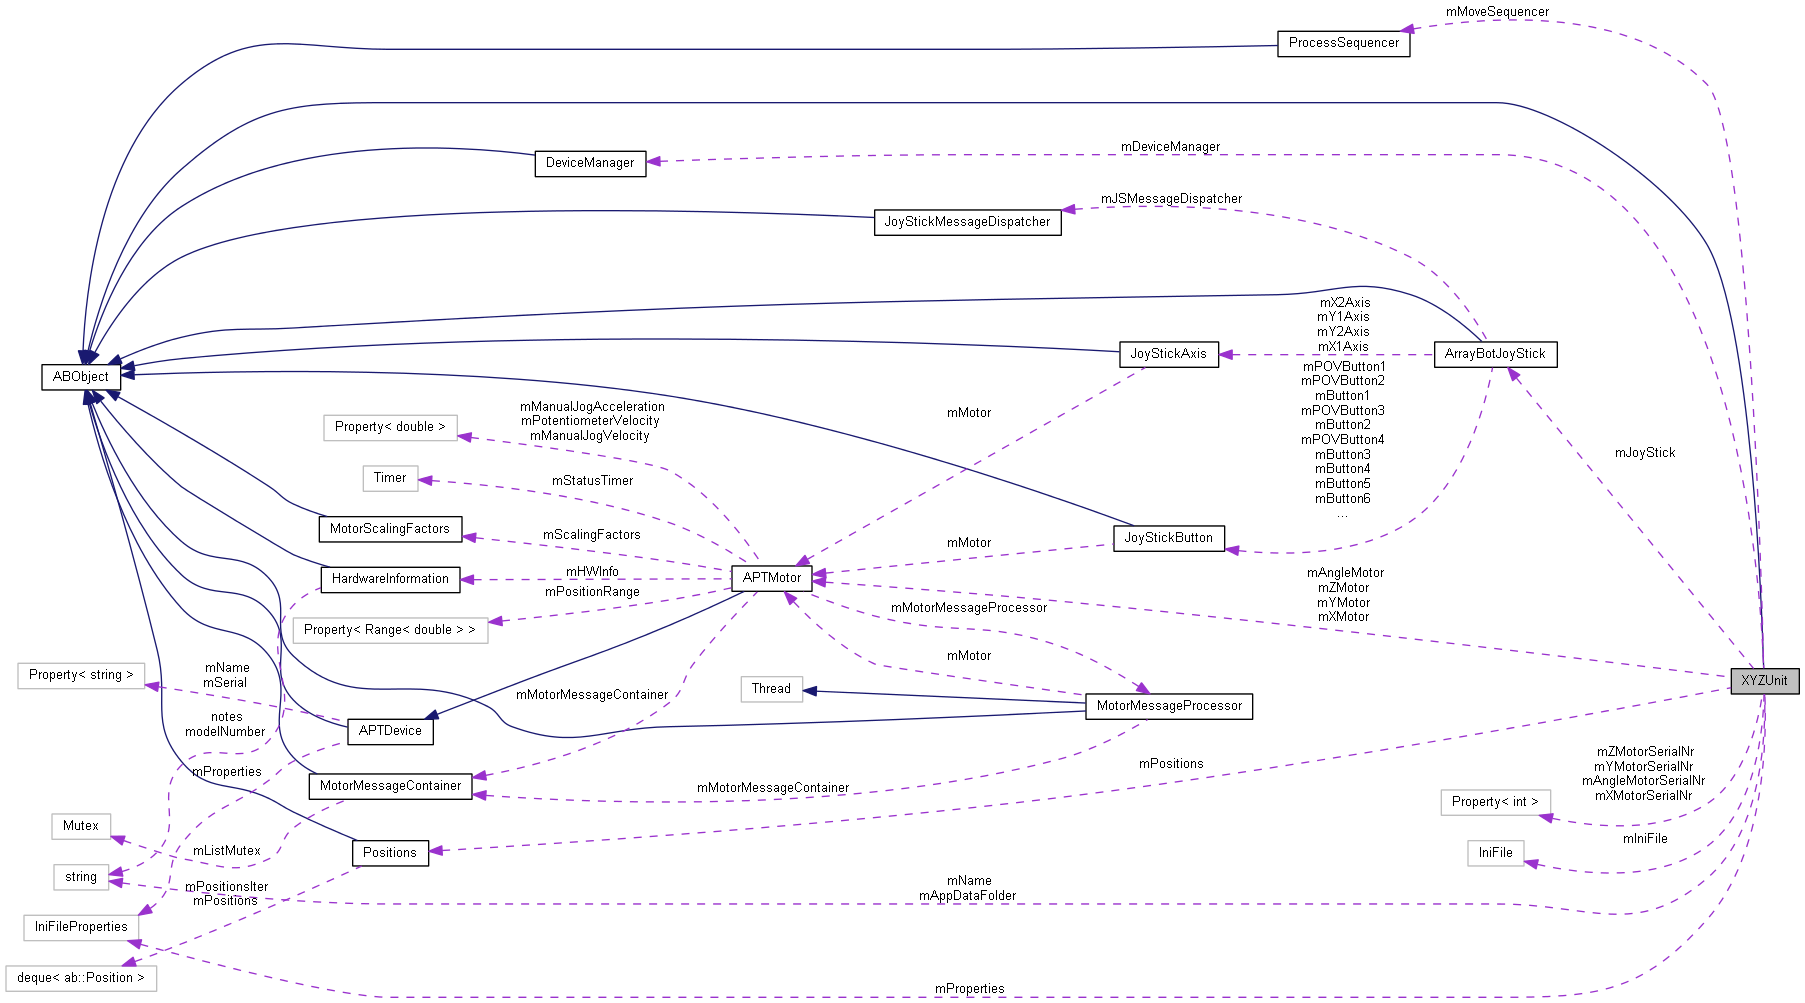 mMoveSequencer
ProcessSequencer
mDeviceManager
DeviceManager
mJSMessageDispatcher
JoyStickMessageDispatcher
mX2Axis
mY1Axis
mY2Axis
mX1Axis
JoyStickAxis
ArrayBotJoyStick
ABObject
mPOVButton1
mPOVButton2
mButton1
mPOVButton3
mButton2
mPOVButton4
mButton3
mButton4
mButton5
mButton6
...
mManualJogAcceleration
mPotentiometerVelocity
mManualJogVelocity
Property< double >
mMotor
mJoyStick
Timer
mStatusTimer
MotorScalingFactors
mScalingFactors
JoyStickButton
mMotor
HardwareInformation
mHWInfo
APTMotor
mPositionRange
mAngleMotor
mZMotor
mYMotor
mXMotor
mMotorMessageProcessor
Property< Range< double > >
mMotor
Property< string >
mName
mSerial
Thread
XYZUnit
mMotorMessageContainer
MotorMessageProcessor
notes
modelNumber
APTDevice
mProperties
mPositions
mZMotorSerialNr
mYMotorSerialNr
mAngleMotorSerialNr
mXMotorSerialNr
MotorMessageContainer
mMotorMessageContainer
Property< int >
Mutex
mListMutex
Positions
mIniFile
IniFile
string
mPositionsIter
mPositions
mName
mAppDataFolder
IniFileProperties
deque< ab::Position >
mProperties